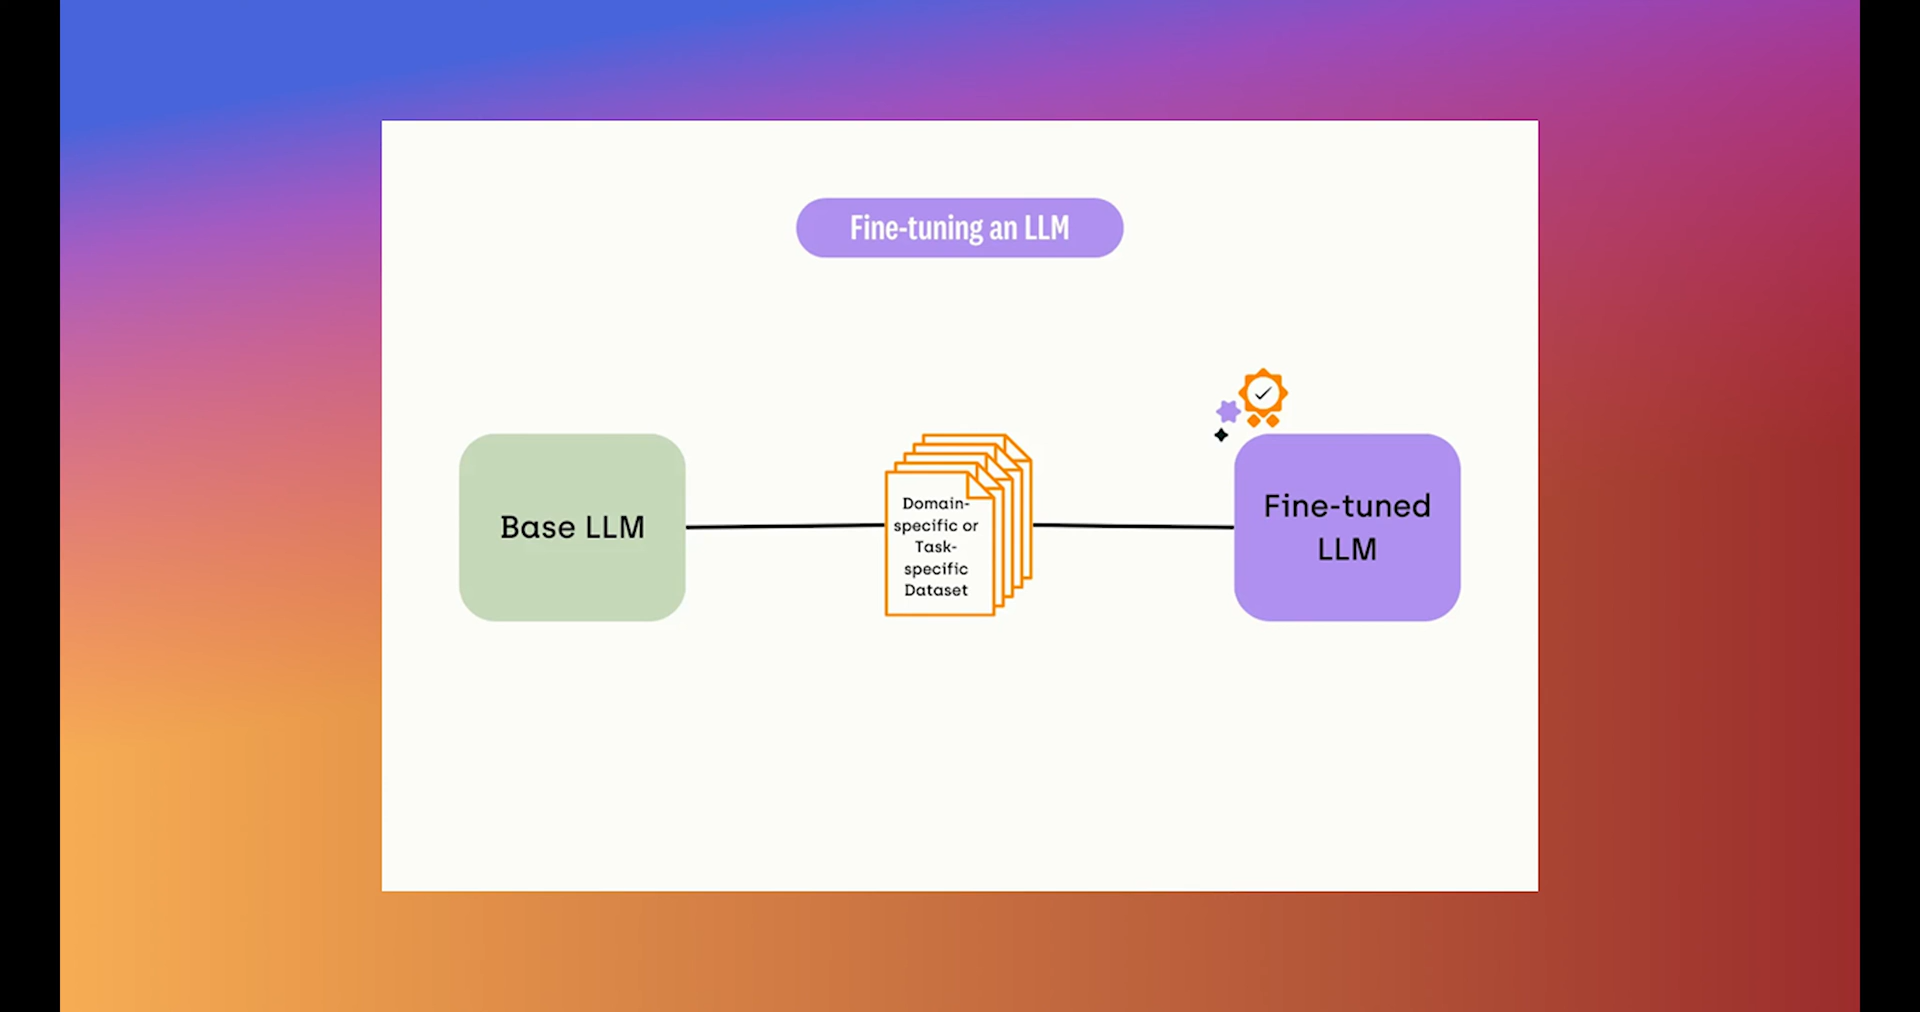 Fine-tuning an LLM
Base LLM
Domain-
specific or
Task-
specific
Dataset
Fine-tuned
LLM